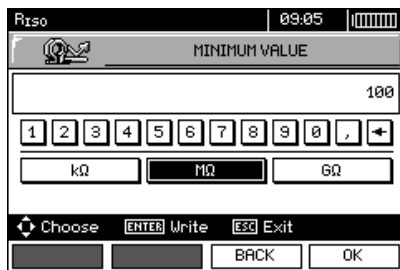 RISO 09:05
MINIMUM VALUE
100
1 2 3 4 5 6 7 8 9 0 ,
kΩ MΩ GΩ
Choose ENTER Write ESC Exit
BACK OK